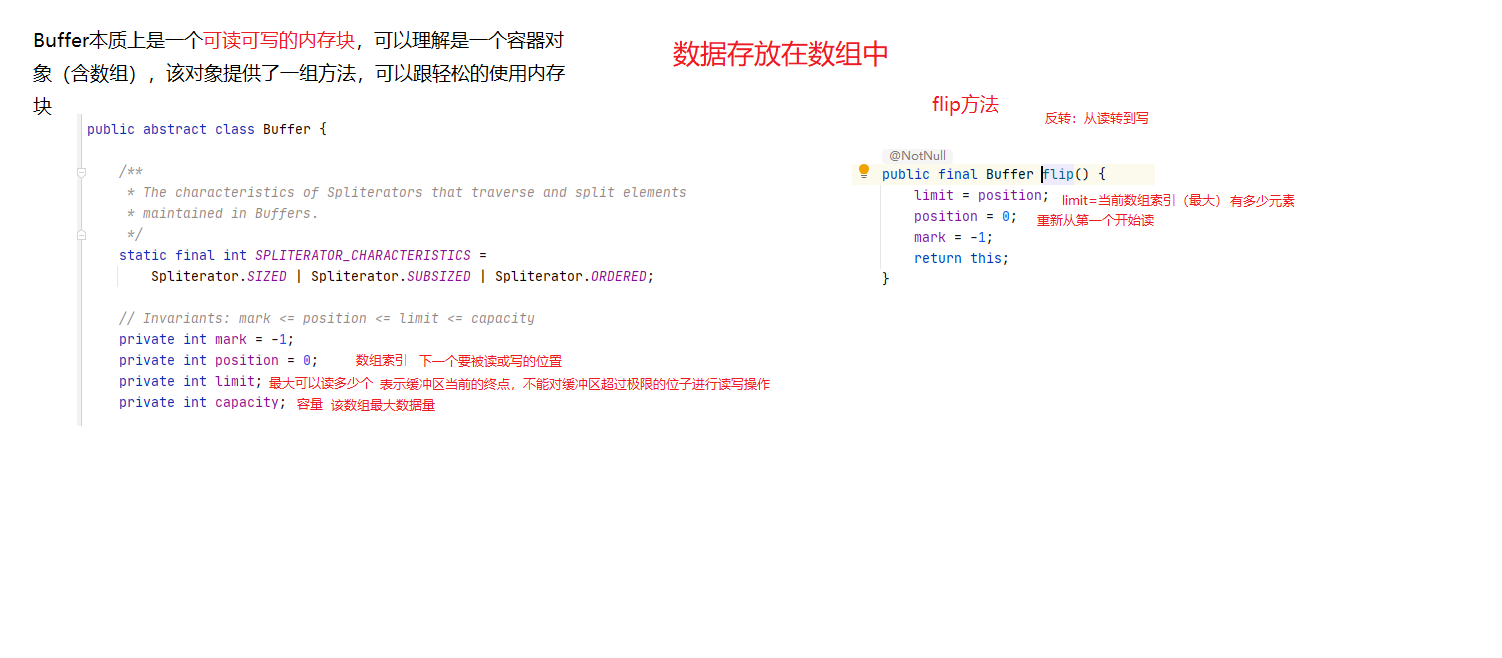 Buffer本质上是一个可读可写的内存块，可以理解是一个容器对
象（含数组），该对象提供了一组方法，可以跟轻松的使用内存
块
数据存放在数组中
public abstract class Buffer {
/**
* The characteristics of Spliterators that traverse and split elements
* maintained in Buffers.
*/
static final int SPLITERATOR_CHARACTERISTICS =
Spliterator.SIZED | Spliterator.SUBSIZED | Spliterator.ORDERED;
// Invariants: mark <= position <= limit <= capacity
private int mark = -1;
private int position = 0; 数组索引 下一个要被读或写的位置
private int limit; 最大可以读多少个 表示缓冲区当前的终点，不能对缓冲区超过极限的位子进行读写操作
private int capacity; 容量 该数组最大数据量
flip方法
反转：从读转到写
@NotNull
public final Buffer flip() {
limit = position; limit=当前数组索引（最大）有多少元素
position = 0; 重新从第一个开始读
mark = -1;
return this;
}